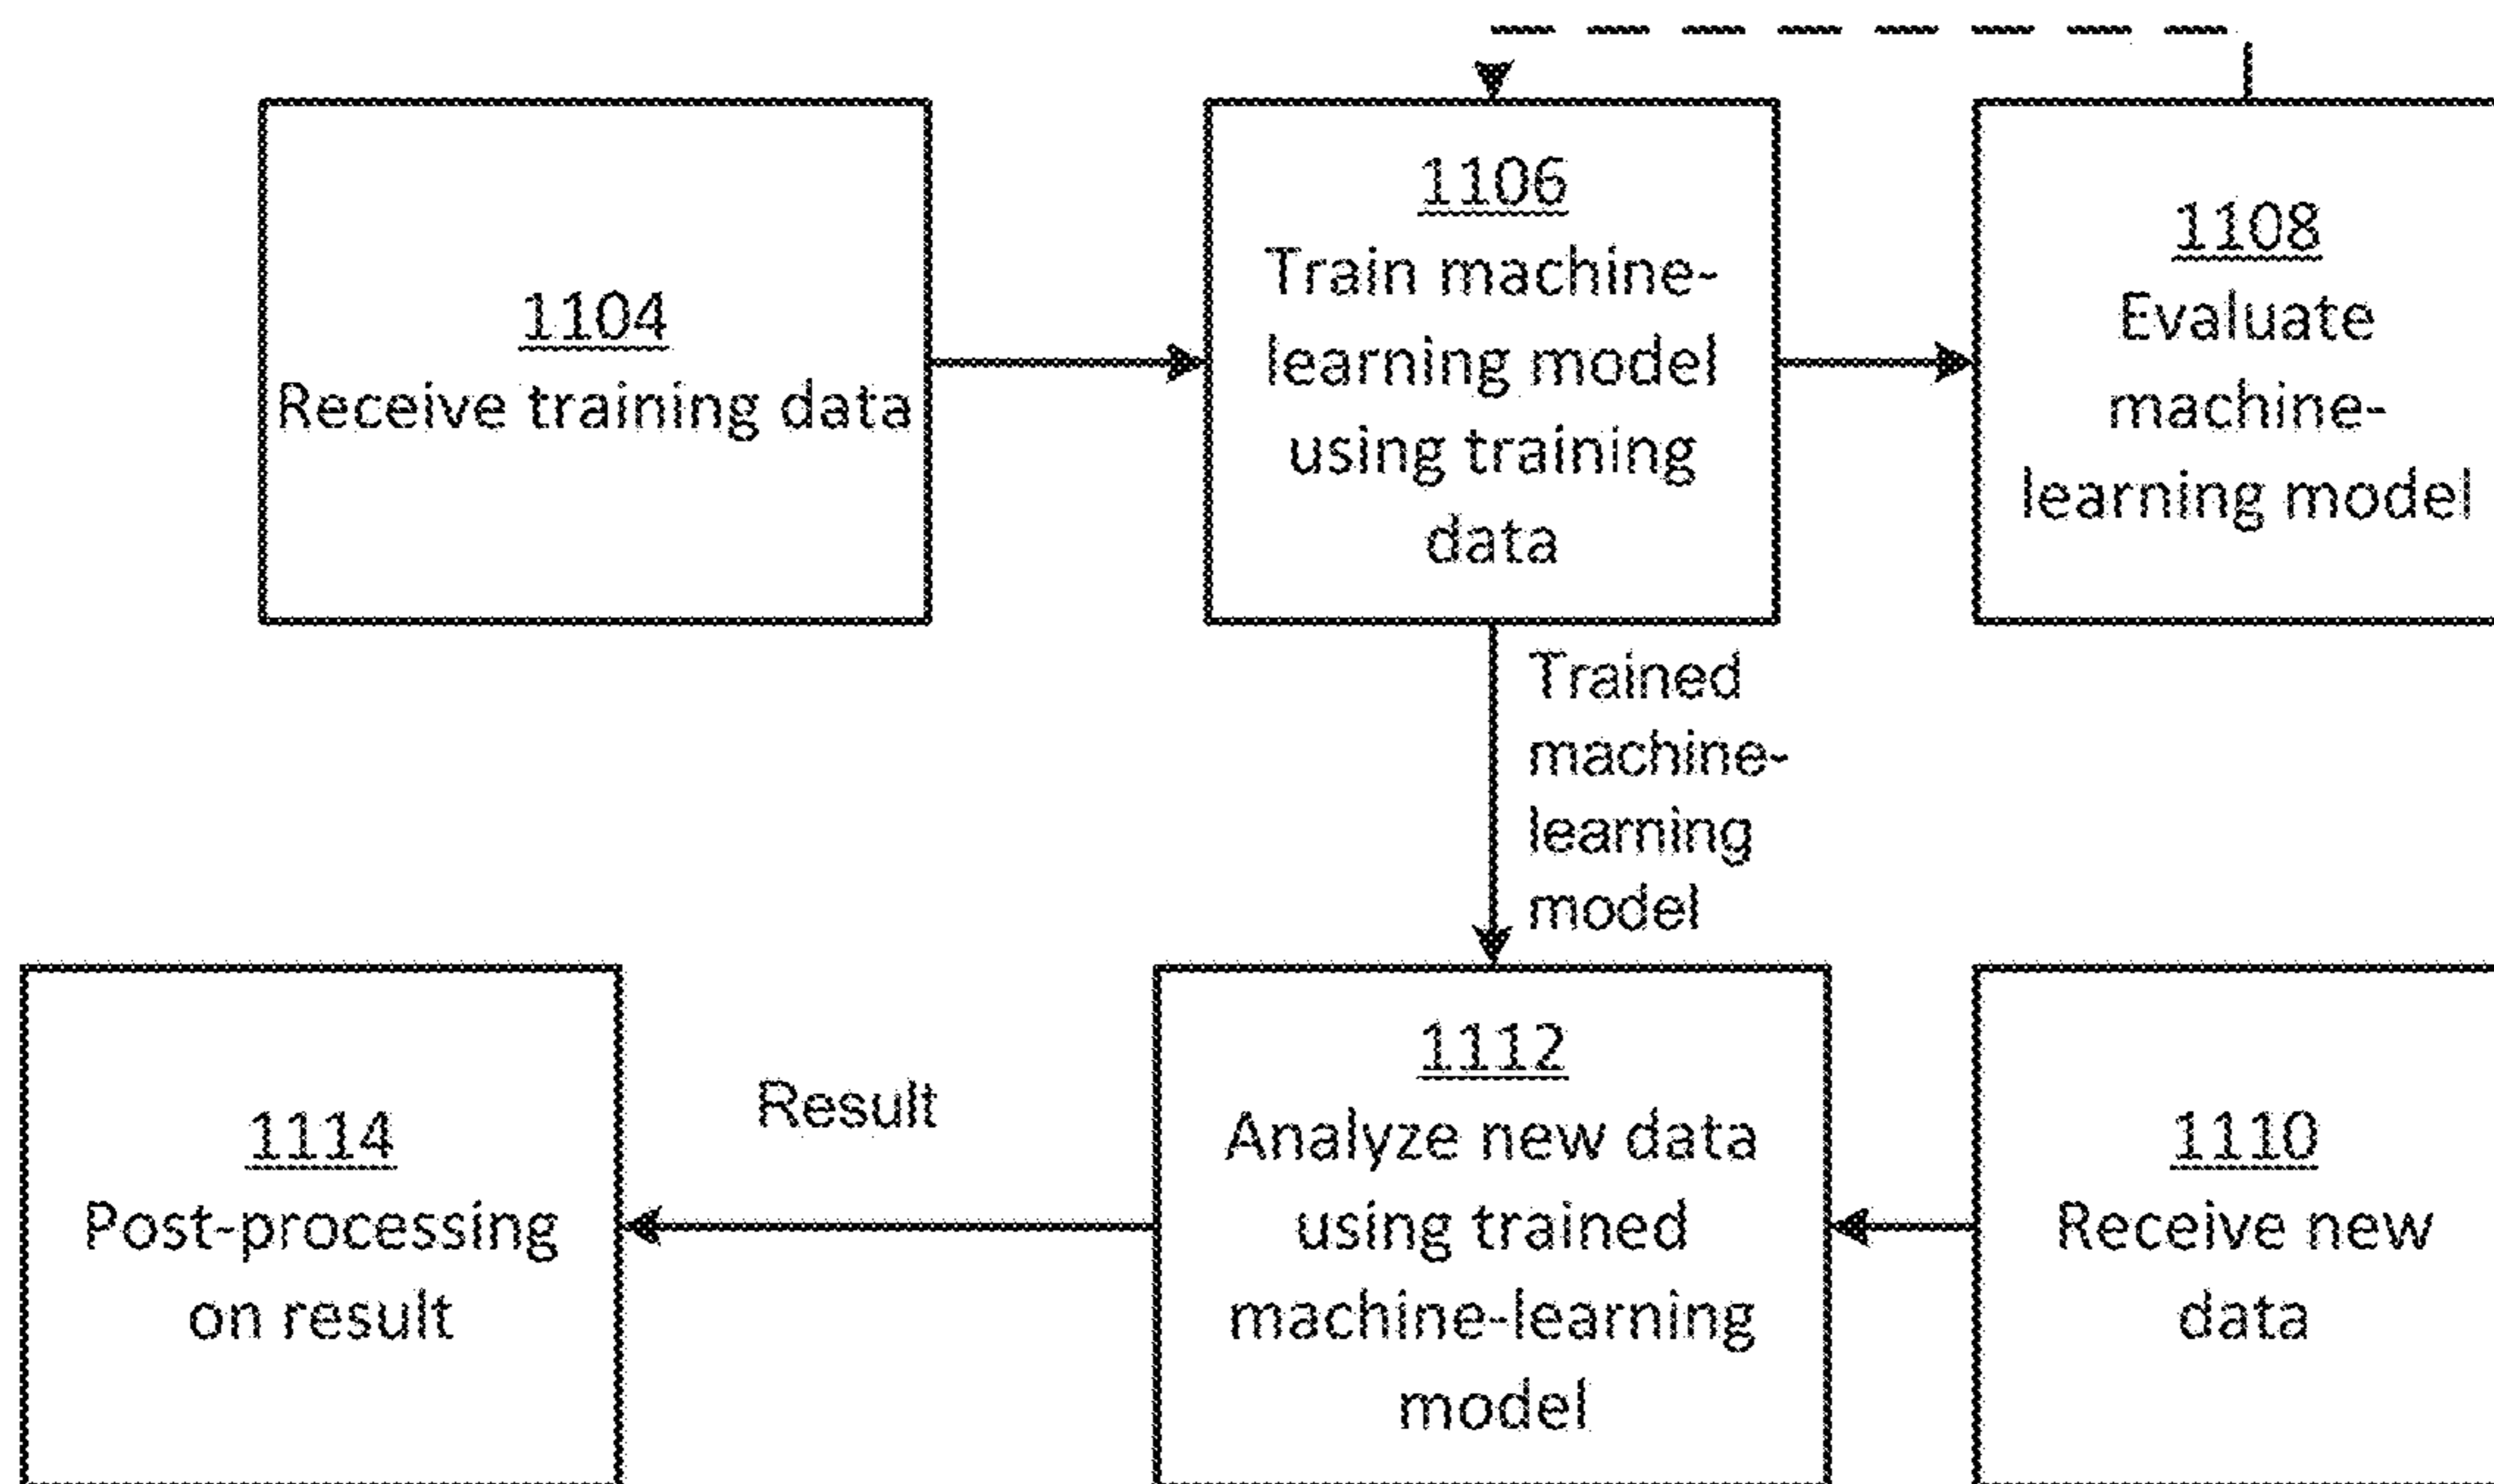 1104
Receive training data
1106
Train machine-
learning model
using training
data
1108
Evaluate
machine-
learning model
Trained
machine-
learning
model
1114
Post-processing
on result
Result
1112
Analyze new data
using trained
machine-learning
model
1110
Receive new
data